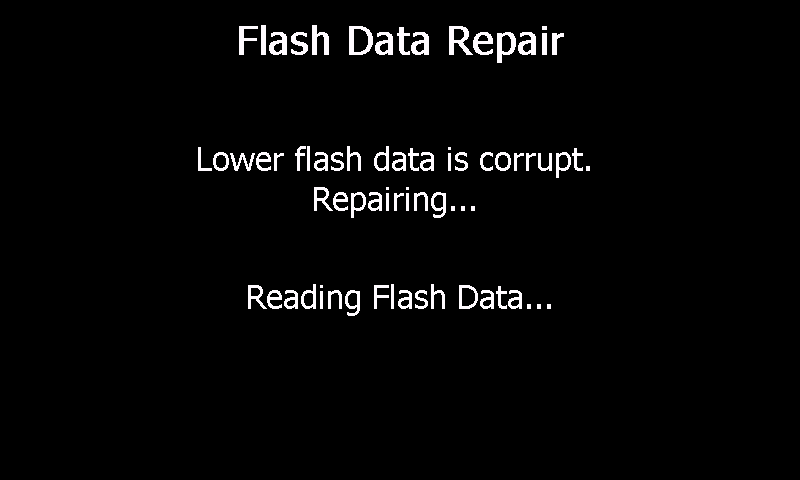 Flash Data Repair
Lower flash data is corrupt.
Repairing...
Reading Flash Data...